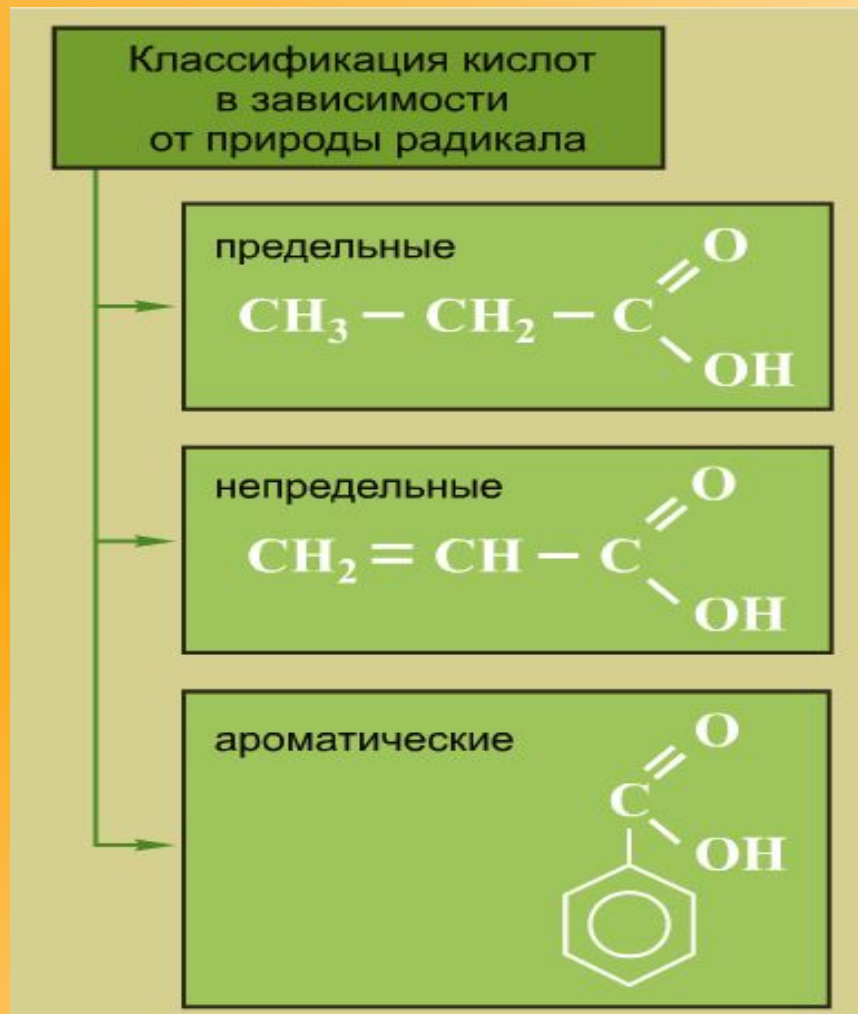 Классификация кислот
в зависимости
от природы радикала
предельные
O
CH₃ — CH₂ — C
OH
непредельные
O
CH₂ = CH — C
OH
ароматические
O
C
OH